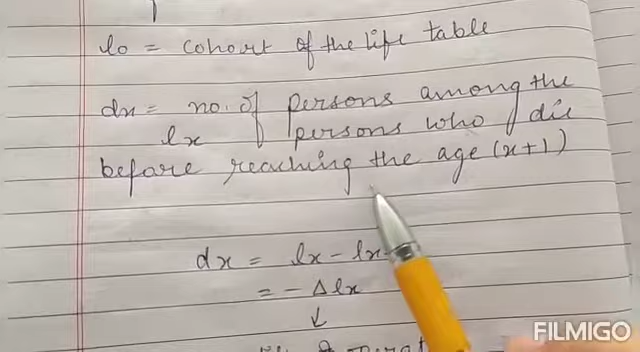 lo = cohort of the life table
dx = no. of persons among the
lx persons who die
before reaching the age (x+1)
dx = lx - lx
= - Δlx
↓
FILMIGO